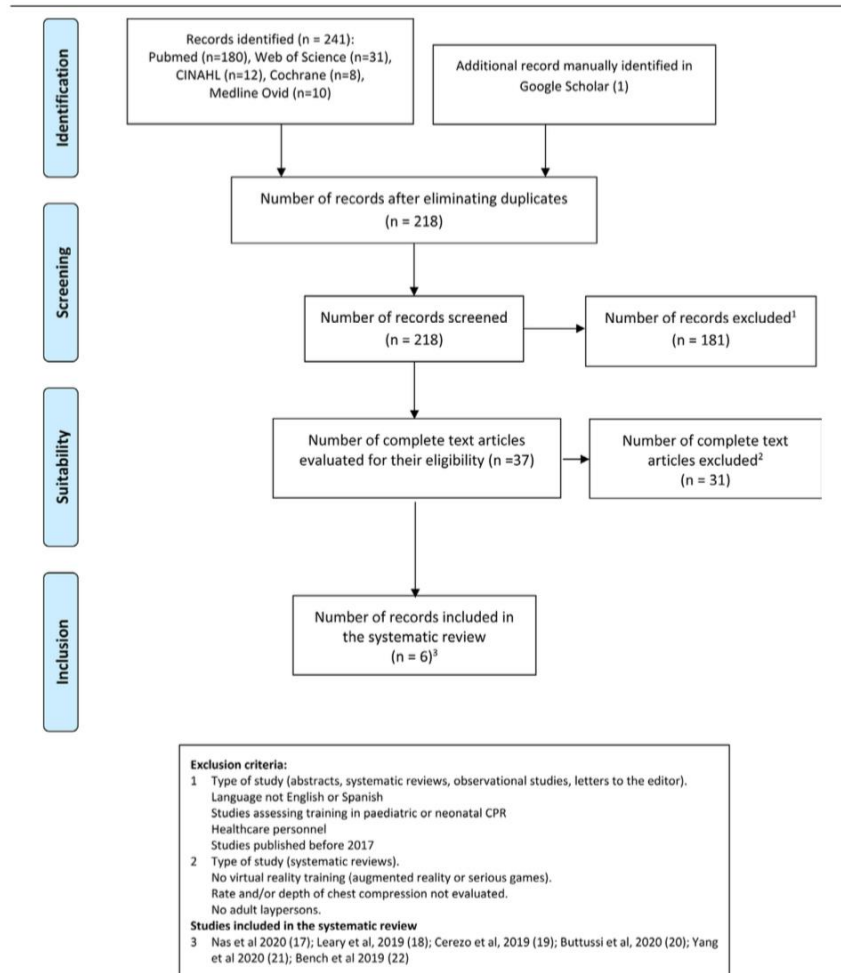 Identification
Records identified (n = 241):
Pubmed (n=180), Web of Science (n=31),
CINAHL (n=12), Cochrane (n=8),
Medline Ovid (n=10)
Additional record manually identified in
Google Scholar (1)
Number of records after eliminating duplicates
(n = 218)
Screening
Number of records screened
(n = 218)
Number of records excluded¹
(n = 181)
Suitability
Number of complete text articles
evaluated for their eligibility (n =37)
Number of complete text
articles excluded²
(n = 31)
Inclusion
Number of records included in
the systematic review
(n = 6)³
Exclusion criteria:
1 Type of study (abstracts, systematic reviews, observational studies, letters to the editor).
Language not English or Spanish
Studies assessing training in paediatric or neonatal CPR
Healthcare personnel
Studies published before 2017
2 Type of study (systematic reviews).
No virtual reality training (augmented reality or serious games).
Rate and/or depth of chest compression not evaluated.
No adult laypersons.
Studies included in the systematic review
3 Nas et al 2020 (17); Leary et al, 2019 (18); Cerezo et al, 2019 (19); Buttussi et al, 2020 (20); Yang
et al 2020 (21); Bench et al 2019 (22)